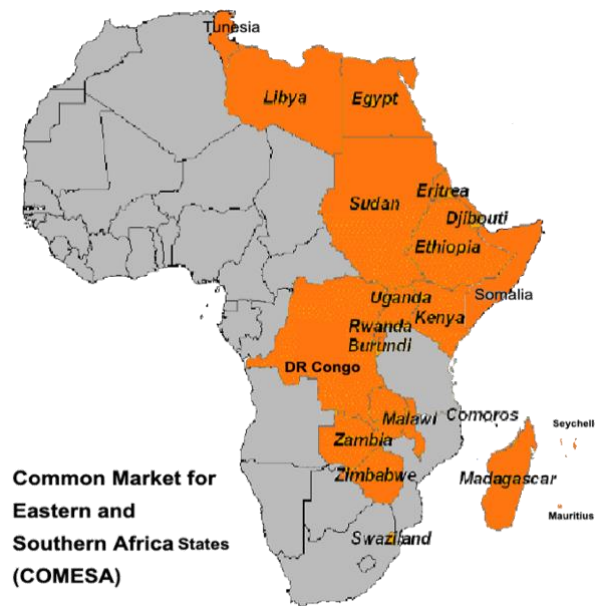 Tunesia
Libya
Egypt
Sudan
Eritrea
Djibouti
Ethiopia
Somalia
Uganda
Kenya
Rwanda
Burundi
DR Congo
Malawi
Comoros
Seychell
Zambia
Zimbabwe
Madagascar
Mauritius
Swaziland
Common Market for
Eastern and
Southern Africa States
(COMESA)